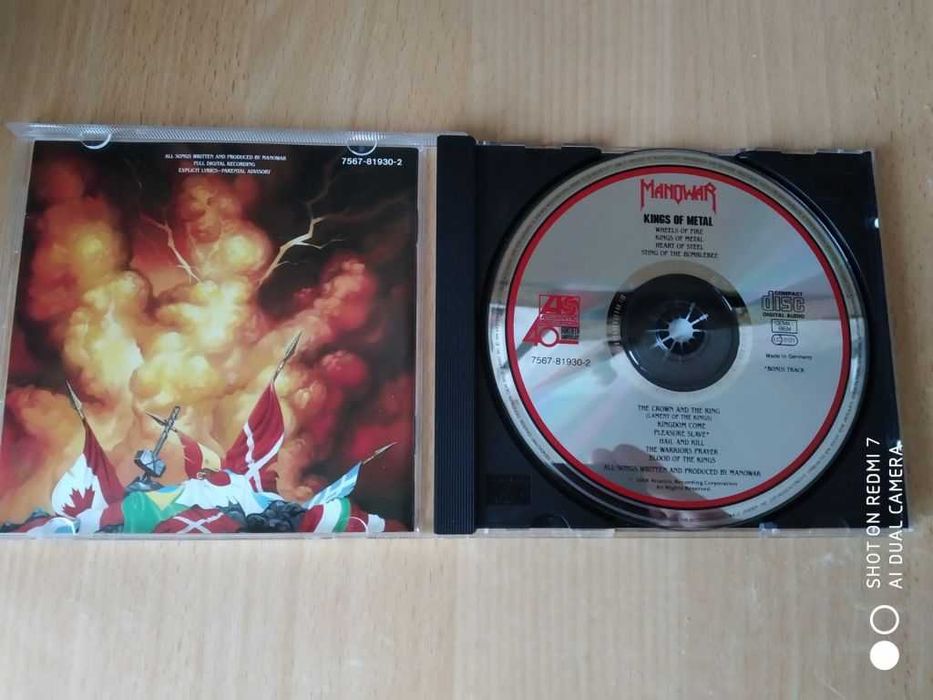 ALL SONGS WRITTEN AND PRODUCED BY MANOWAR
FULL DIGITAL RECORDING
EXPLICIT LYRICS-PARENTAL ADVISORY
7567-81930-2
MANOWAR
KINGS OF METAL
WHEELS OF FIRE
KINGS OF METAL
HEART OF STEEL
STING OF THE BUMBLEBEE
COMPACT
disc
DIGITAL AUDIO
7567-81930-2
Made in Germany
*BONUS TRACK
THE CROWN AND THE RING
(LAMENT OF THE KINGS)
KINGDOM COME
PLEASURE SLAVE*
HAIL AND KILL
THE WARRIORS PRAYER
BLOOD OF THE KINGS
ALL SONGS WRITTEN AND PRODUCED BY MANOWAR
1988 Atlantic Recording Corporation
All Rights Reserved.
SHOT ON REDMI 7
AI DUAL CAMERA